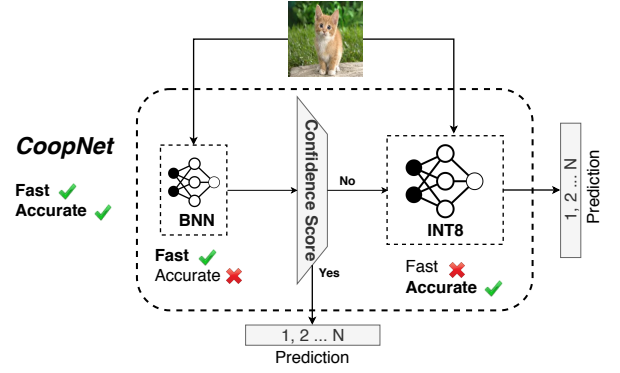 CoopNet
Fast
Accurate
BNN
Fast
Accurate
Confidence Score
No
Yes
INT8
Fast
Accurate
1, 2 ... N
Prediction
1, 2 ... N
Prediction